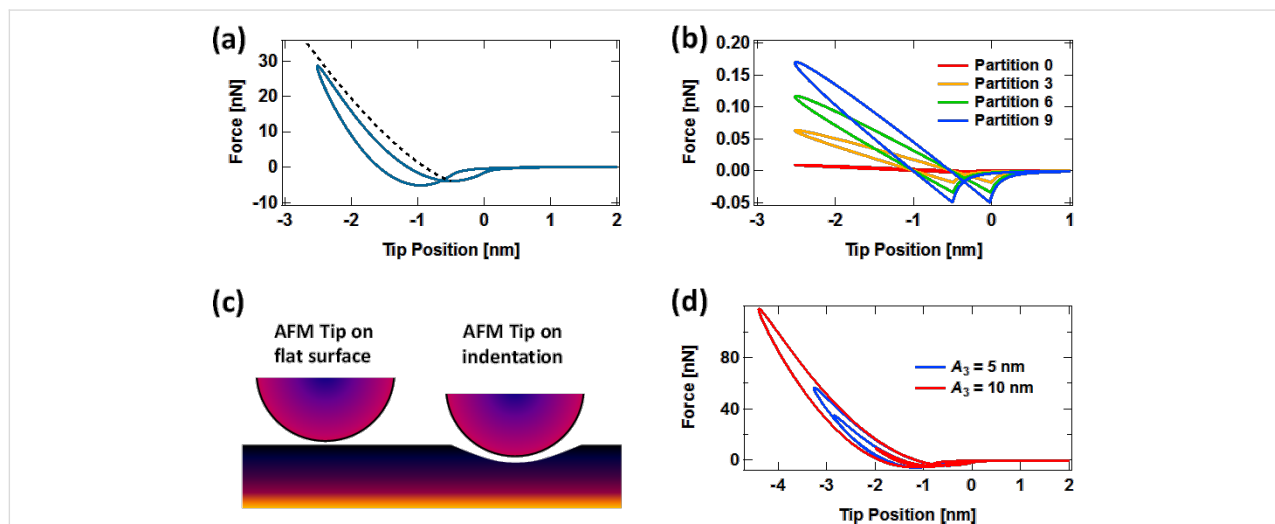 (a)
30
20
10
0
-10
Force [nN]
-3 -2 -1 0 1 2
Tip Position [nm]
(b)
0.20
0.15
0.10
0.05
0.00
-0.05
Force [nN]
Partition 0
Partition 3
Partition 6
Partition 9
-3 -2 -1 0 1
Tip Position [nm]
(c)
AFM Tip on
flat surface
AFM Tip on
indentation
(d)
80
40
0
Force [nN]
A3 = 5 nm
A3 = 10 nm
-4 -3 -2 -1 0 1 2
Tip Position [nm]